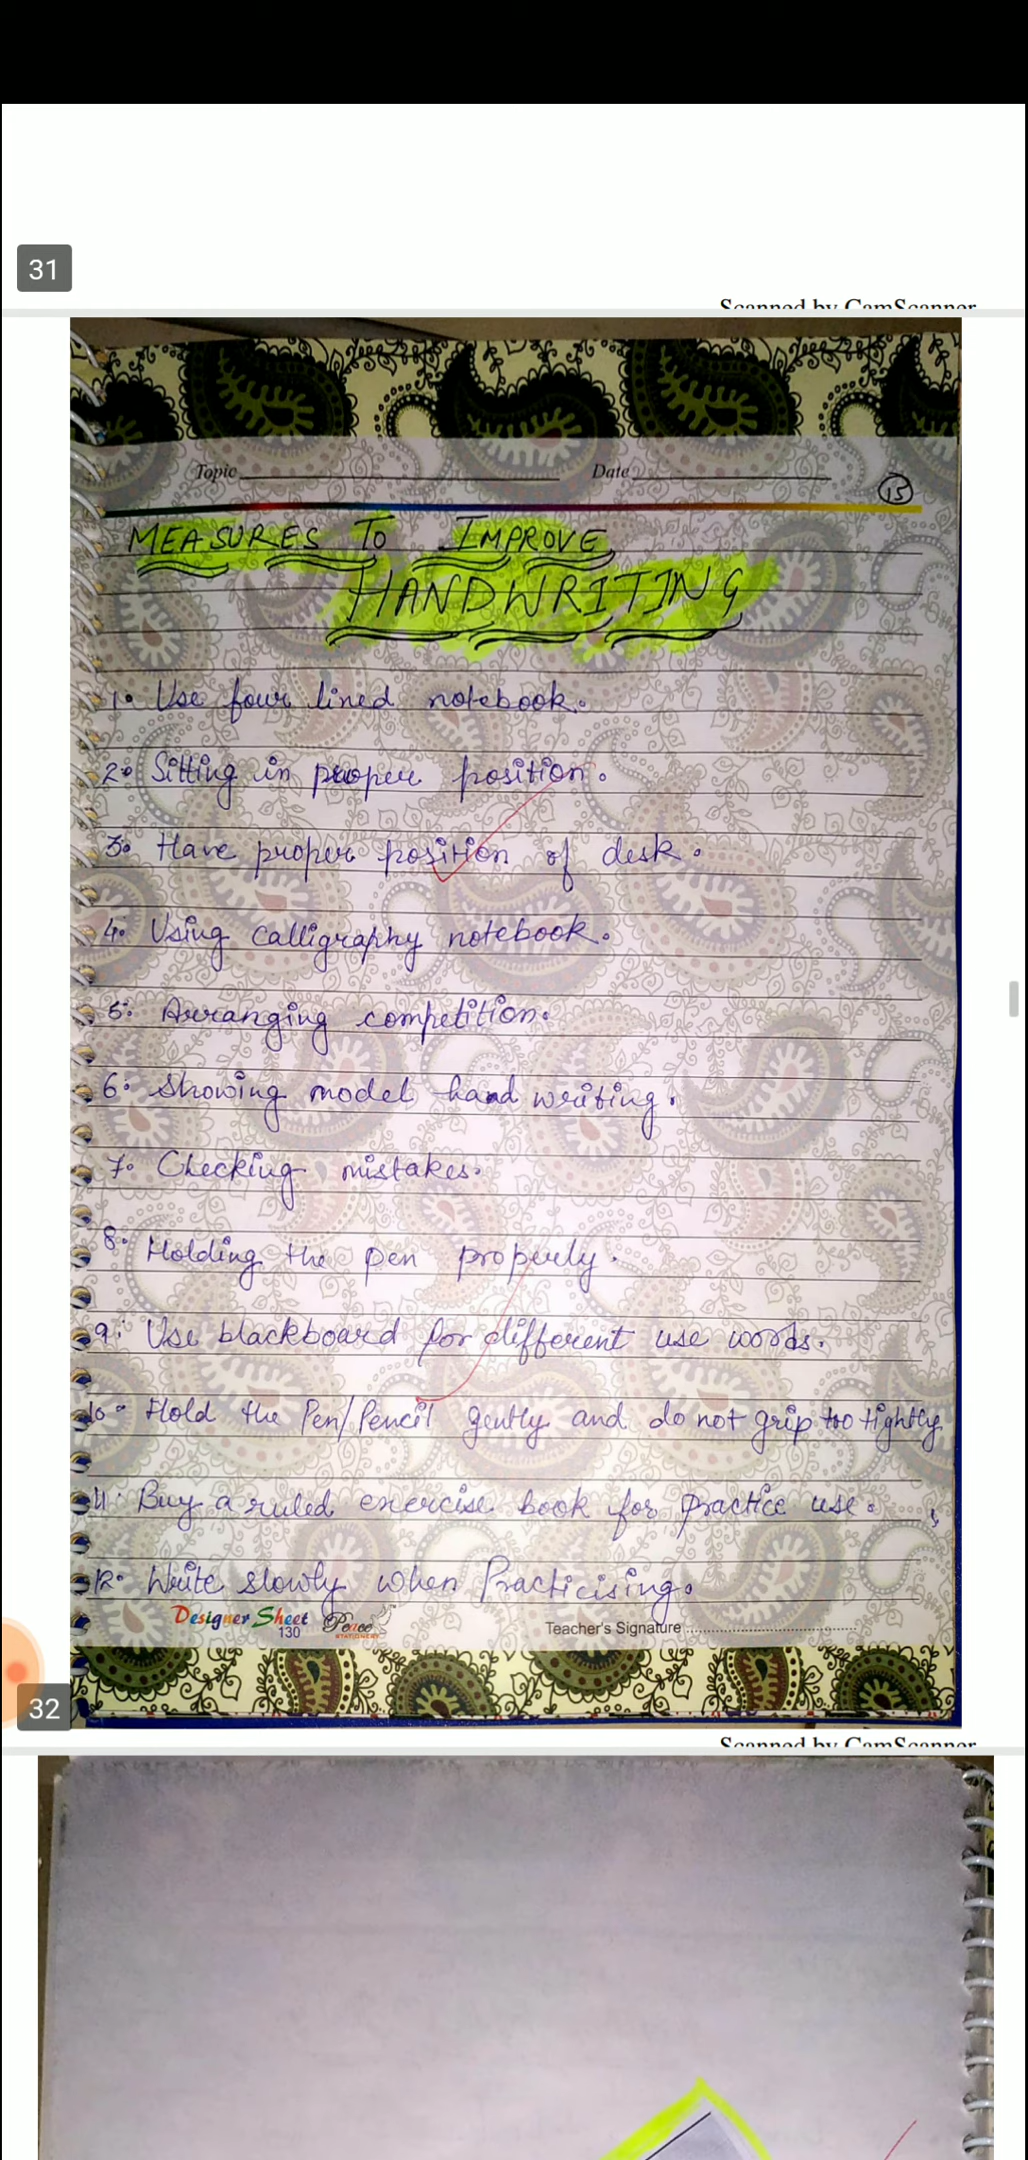 31
Scanned by CamScanner
Topic Date
15
MEASURES TO IMPROVE
HANDWRITING
1. Use four lined notebook.
2. Sitting in proper position.
3. Have proper position of desk.
4. Using calligraphy notebook.
5. Arranging competition.
6. Showing model hand writing.
7. Checking mistakes.
8. Holding the pen properly.
9. Use blackboard for different use words.
10. Hold the Pen/Pencil gently and do not grip too tightly
11. Buy a ruled exercise book for practice use.
12. Write slowly when Practicising.
Designer Sheet Peace
130 STATIONERY
Teacher's Signature
32
Scanned by CamScanner